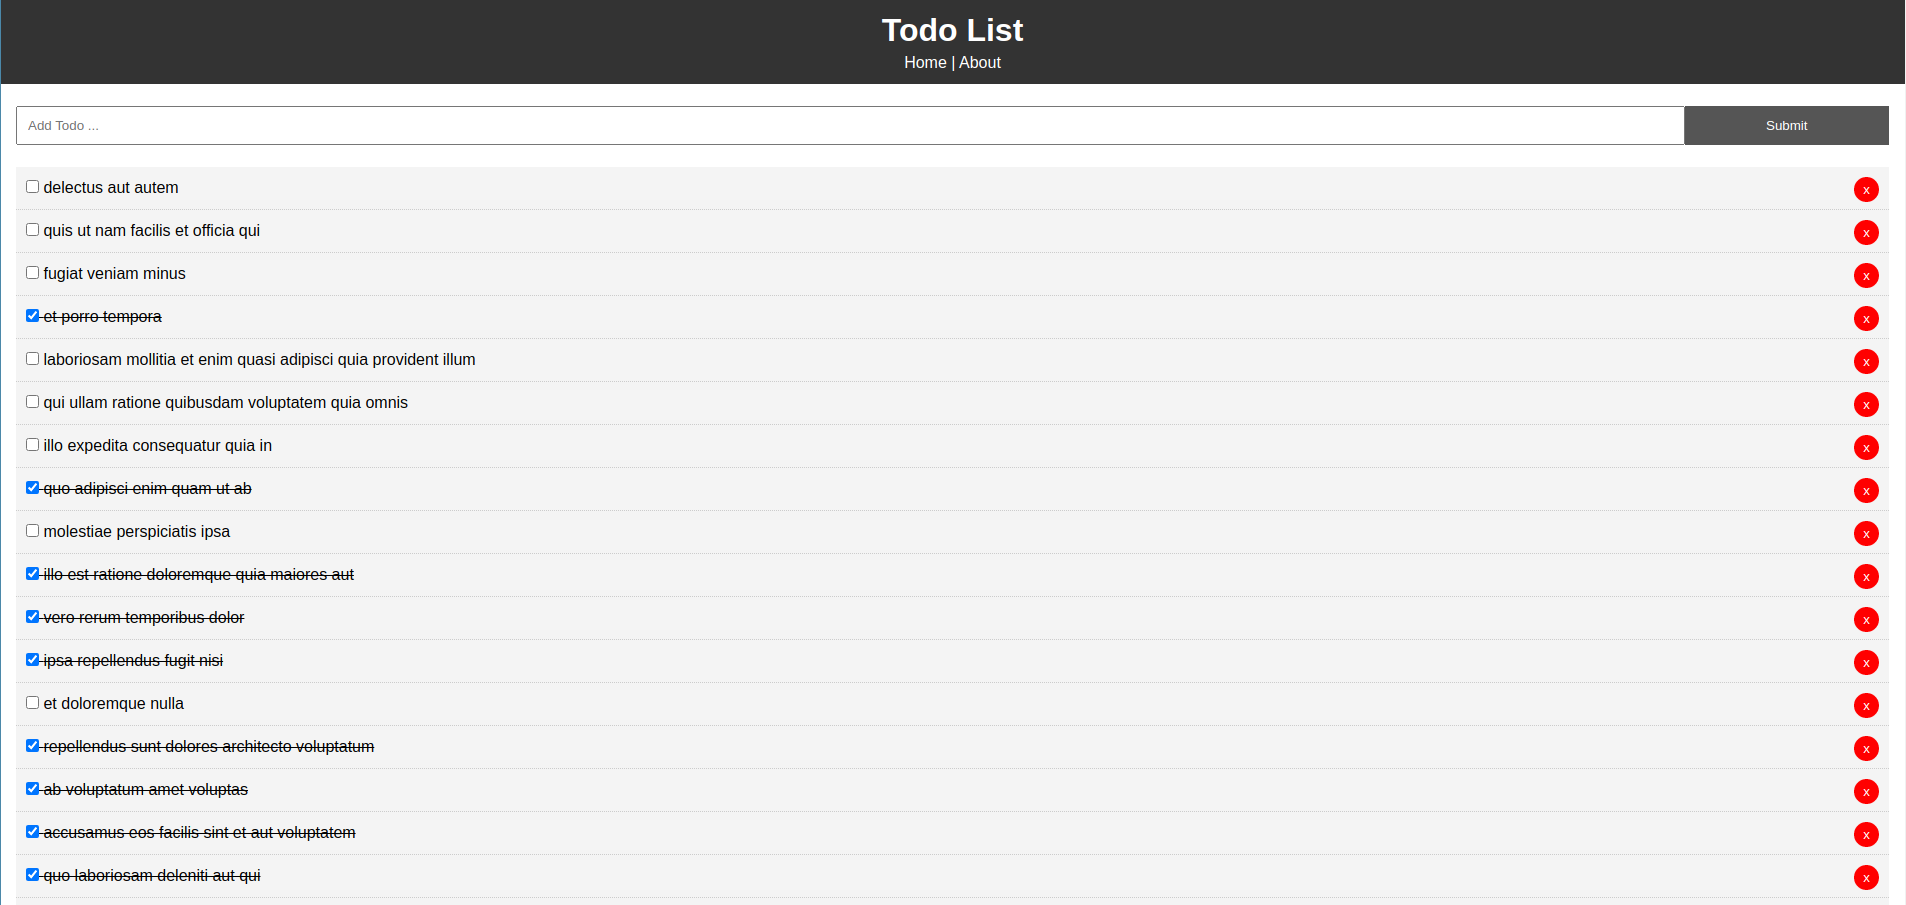 Todo List
Home | About
Add Todo ...
Submit
delectus aut autem x
quis ut nam facilis et officia qui x
fugiat veniam minus x
et porro tempora x
laboriosam mollitia et enim quasi adipisci quia provident illum x
qui ullam ratione quibusdam voluptatem quia omnis x
illo expedita consequatur quia in x
quo adipisci enim quam ut ab x
molestiae perspiciatis ipsa x
illo est ratione doloremque quia maiores aut x
vero rerum temporibus dolor x
ipsa repellendus fugit nisi x
et doloremque nulla x
repellendus sunt dolores architecto voluptatum x
ab voluptatum amet voluptas x
accusamus eos facilis sint et aut voluptatem x
quo laboriosam deleniti aut qui x